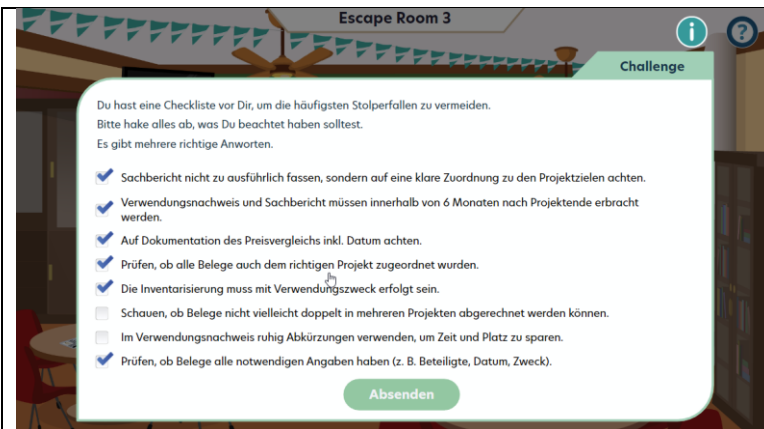 Escape Room 3
i
?
Challenge
Du hast eine Checkliste vor Dir, um die häufigsten Stolperfallen zu vermeiden.
Bitte hake alles ab, was Du beachtet haben solltest.
Es gibt mehrere richtige Anworten.
Sachbericht nicht zu ausführlich fassen, sondern auf eine klare Zuordnung zu den Projektzielen achten.
Verwendungsnachweis und Sachbericht müssen innerhalb von 6 Monaten nach Projektende erbracht
werden.
Auf Dokumentation des Preisvergleichs inkl. Datum achten.
Prüfen, ob alle Belege auch dem richtigen Projekt zugeordnet wurden.
Die Inventarisierung muss mit Verwendungszweck erfolgt sein.
Schauen, ob Belege nicht vielleicht doppelt in mehreren Projekten abgerechnet werden können.
Im Verwendungsnachweis ruhig Abkürzungen verwenden, um Zeit und Platz zu sparen.
Prüfen, ob Belege alle notwendigen Angaben haben (z. B. Beteiligte, Datum, Zweck).
Absenden